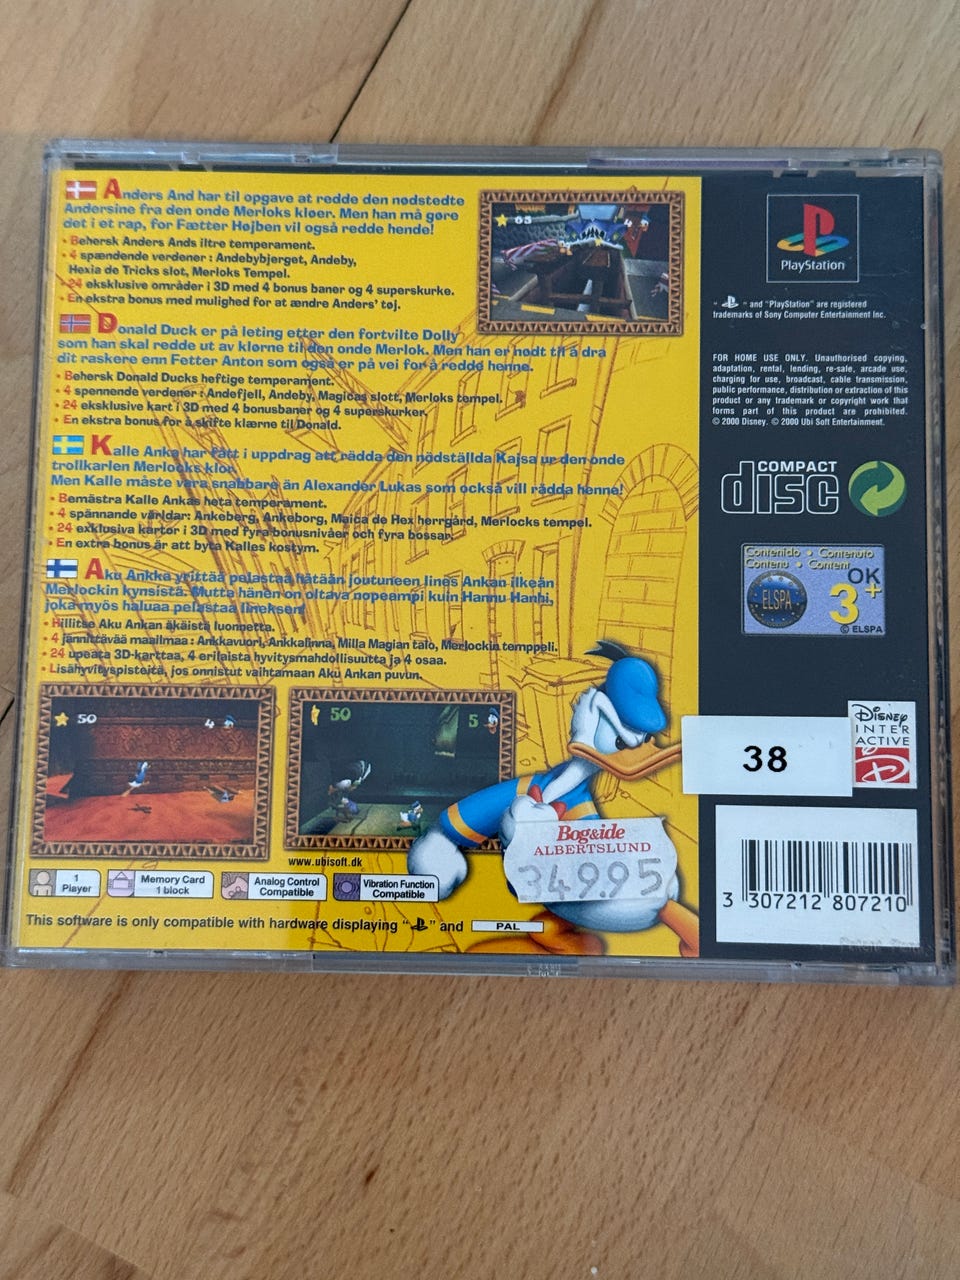 Anders And har til opgave at redde den nødstedte
Andersine fra den onde Merloks kløer. Men han må gøre
det i et rap, for Fætter Højben vil også redde hende!
• Behersk Anders Ands iltre temperament.
• 4 spændende verdener : Andebybjerget, Andeby,
Hexia de Tricks slot, Merloks Tempel.
• 24 eksklusive områder i 3D med 4 bonus baner og 4 superskurke.
• En ekstra bonus med mulighed for at ændre Anders' tøj.
Donald Duck er på leting etter den fortvilte Dolly
som han skal redde ut av klørne til den onde Merlok. Men han er nødt til å dra
dit raskere enn Fetter Anton som også er på vei for å redde henne.
• Behersk Donald Ducks heftige temperament.
• 4 spennende verdener : Andefjell, Andeby, Magicas slott, Merloks tempel.
• 24 eksklusive kart i 3D med 4 bonusbaner og 4 superskurker.
• En ekstra bonus for å skifte klærne til Donald.
Kalle Anka har fått i uppdrag att rädda den nödställda Kajsa ur den onde
trollkarlen Merlocks klor.
Men Kalle måste vara snabbare än Alexander Lukas som också vill rädda henne!
• Bemästra Kalle Ankas heta temperament.
• 4 spännande världar: Ankeberg, Ankeborg, Maica de Hex herrgård, Merlocks tempel.
• 24 exklusiva kartor i 3D med fyra bonusnivåer och fyra bossar.
• En extra bonus är att byta Kalles kostym.
Aku Ankka yrittää pelastaa hätään joutuneen Iines Ankan ilkeän
Merlockin kynsistä. Mutta hänen on oltava nopeampi kuin Hannu Hanhi,
joka myös haluaa pelastaa Iineksen!
• Hillitse Aku Ankan äkäistä luonnetta.
• 4 jännittävää maailmaa : Ankkavuori, Ankkalinna, Milla Magian talo, Merlockin temppeli.
• 24 upeata 3D-karttaa, 4 erilaista hyvitysmahdollisuutta ja 4 osaa.
• Lisähyvityspisteitä, jos onnistut vaihtamaan Aku Ankan puvun.
63
4
50
4
50
5
www.ubisoft.dk
1
Player
Memory Card
1 block
Analog Control
Compatible
Vibration Function
Compatible
This software is only compatible with hardware displaying " " and PAL
Bog&ide
ALBERTSLUND
349.95
PlayStation
" " and "PlayStation" are registered
trademarks of Sony Computer Entertainment Inc.
FOR HOME USE ONLY. Unauthorised copying,
adaptation, rental, lending, re-sale, arcade use,
charging for use, broadcast, cable transmission,
public performance, distribution or extraction of this
product or any trademark or copyright work that
forms part of this product are prohibited.
© 2000 Disney. © 2000 Ubi Soft Entertainment.
COMPACT
disc
Contenido • Contenuto
Contenu • Content
ELSPA
OK
3+
© ELSPA
38
Disney
INTER
ACTIVE
3 307212 807210